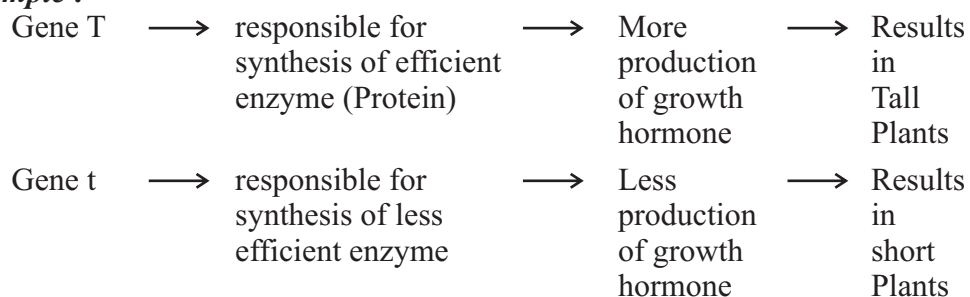 Gene T ⟶ responsible for ⟶ More ⟶ Results
synthesis of efficient production in
enzyme (Protein) of growth Tall
hormone Plants
Gene t ⟶ responsible for ⟶ Less ⟶ Results
synthesis of less production in
efficient enzyme of growth short
hormone Plants